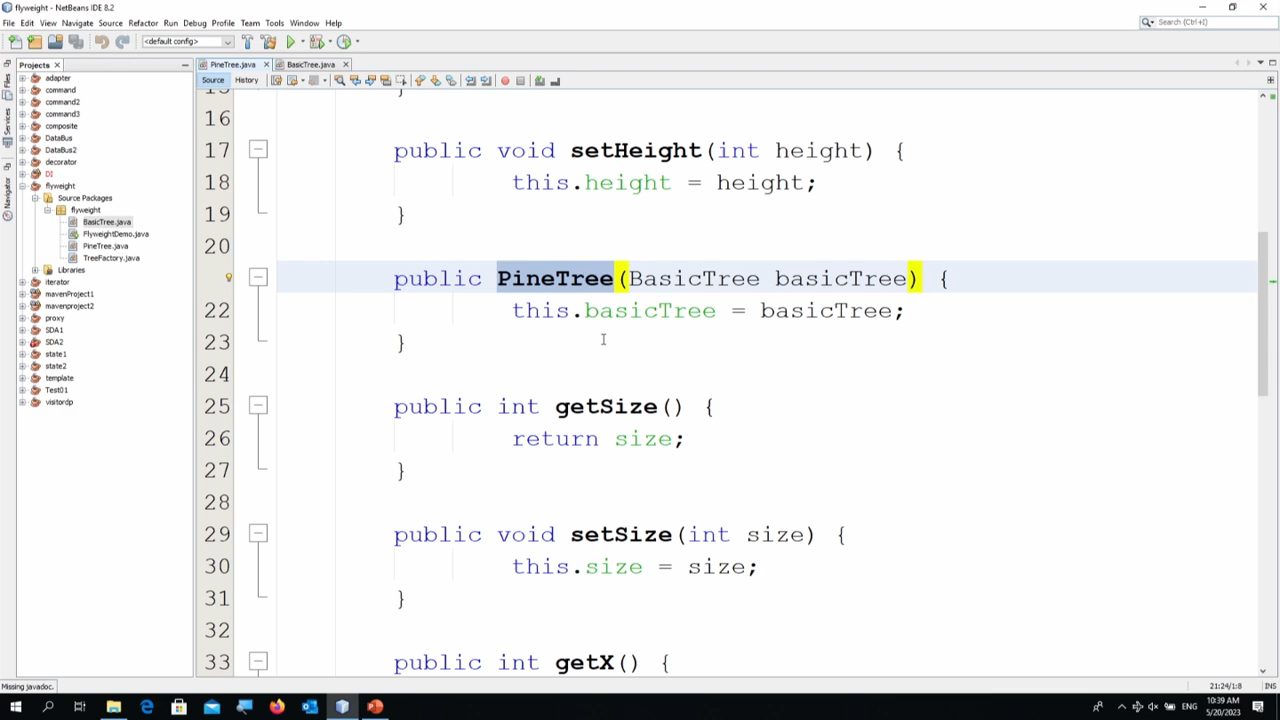 flyweight - NetBeans IDE 8.2
File Edit View Navigate Source Refactor Run Debug Profile Team Tools Window Help
Search (Ctrl+I)
<default config>
Projects
PineTree.java
BasicTree.java
Source
History
Files
Services
Navigator
adapter
command
command2
command3
composite
DataBus
DataBus2
decorator
DI
flyweight
Source Packages
flyweight
BasicTree.java
FlyweightDemo.java
PineTree.java
TreeFactory.java
Libraries
iterator
mavenProject1
mavenproject2
proxy
SDA1
SDA2
state1
state2
template
Test01
visitordp
15 }
16
17 public void setHeight(int height) {
18 this.height = height;
19 }
20
public PineTree(BasicTree basicTree) {
22 this.basicTree = basicTree;
23 }
24
25 public int getSize() {
26 return size;
27 }
28
29 public void setSize(int size) {
30 this.size = size;
31 }
32
33 public int getX() {
Missing javadoc.
21:24/1:8
INS
ENG
10:39 AM
5/20/2023